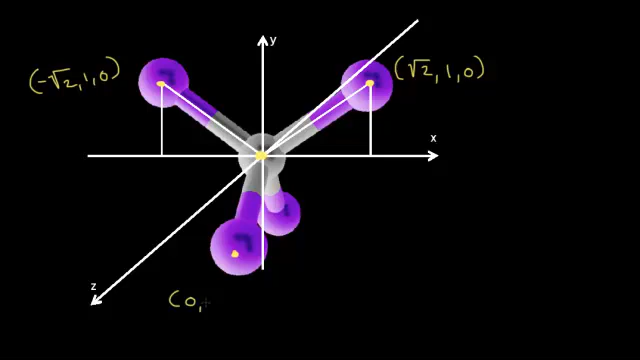 y
(-√2, 1, 0)
(√2, 1, 0)
x
z
(0,